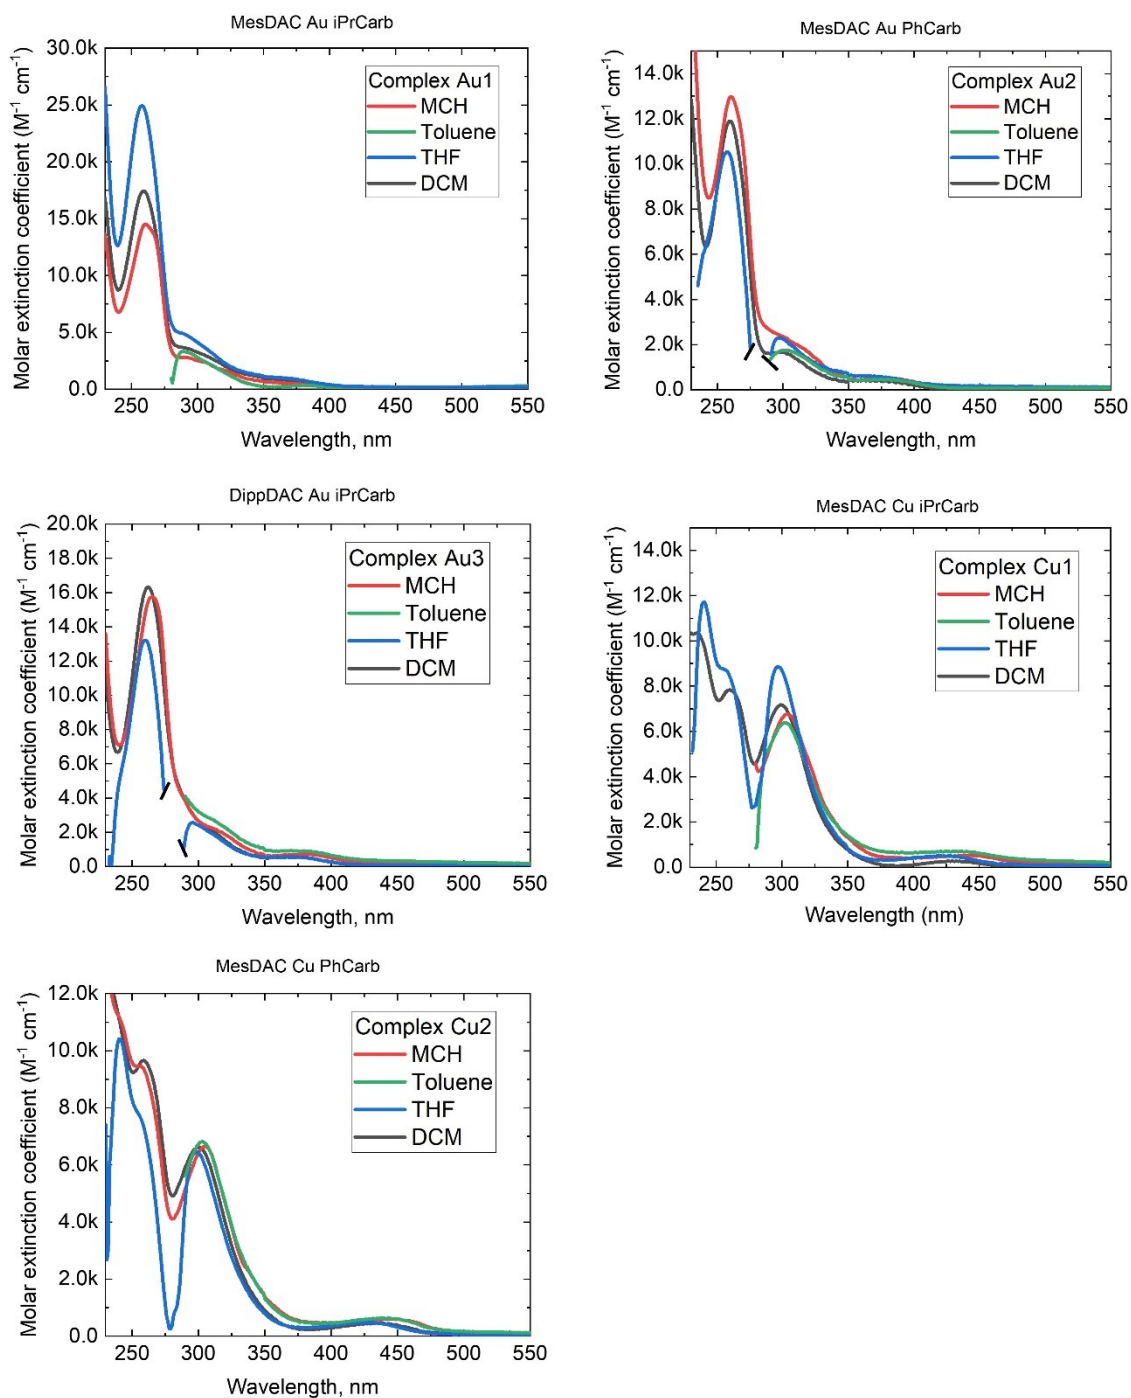 MesDAC Au iPrCarb
30.0k
25.0k
20.0k
15.0k
10.0k
5.0k
0.0
Molar extinction coefficient (M-1 cm-1)
Complex Au1
MCH
Toluene
THF
DCM
250 300 350 400 450 500 550
Wavelength, nm
MesDAC Au PhCarb
14.0k
12.0k
10.0k
8.0k
6.0k
4.0k
2.0k
0.0
Molar extinction coefficient (M-1 cm-1)
Complex Au2
MCH
Toluene
THF
DCM
250 300 350 400 450 500 550
Wavelength, nm
DippDAC Au iPrCarb
20.0k
18.0k
16.0k
14.0k
12.0k
10.0k
8.0k
6.0k
4.0k
2.0k
0.0
Molar extinction coefficient (M-1 cm-1)
Complex Au3
MCH
Toluene
THF
DCM
250 300 350 400 450 500 550
Wavelength, nm
MesDAC Cu iPrCarb
14.0k
12.0k
10.0k
8.0k
6.0k
4.0k
2.0k
0.0
Molar extinction coefficient (M-1 cm-1)
Complex Cu1
MCH
Toluene
THF
DCM
250 300 350 400 450 500 550
Wavelength (nm)
MesDAC Cu PhCarb
12.0k
10.0k
8.0k
6.0k
4.0k
2.0k
0.0
Molar extinction coefficient (M-1 cm-1)
Complex Cu2
MCH
Toluene
THF
DCM
250 300 350 400 450 500 550
Wavelength, nm